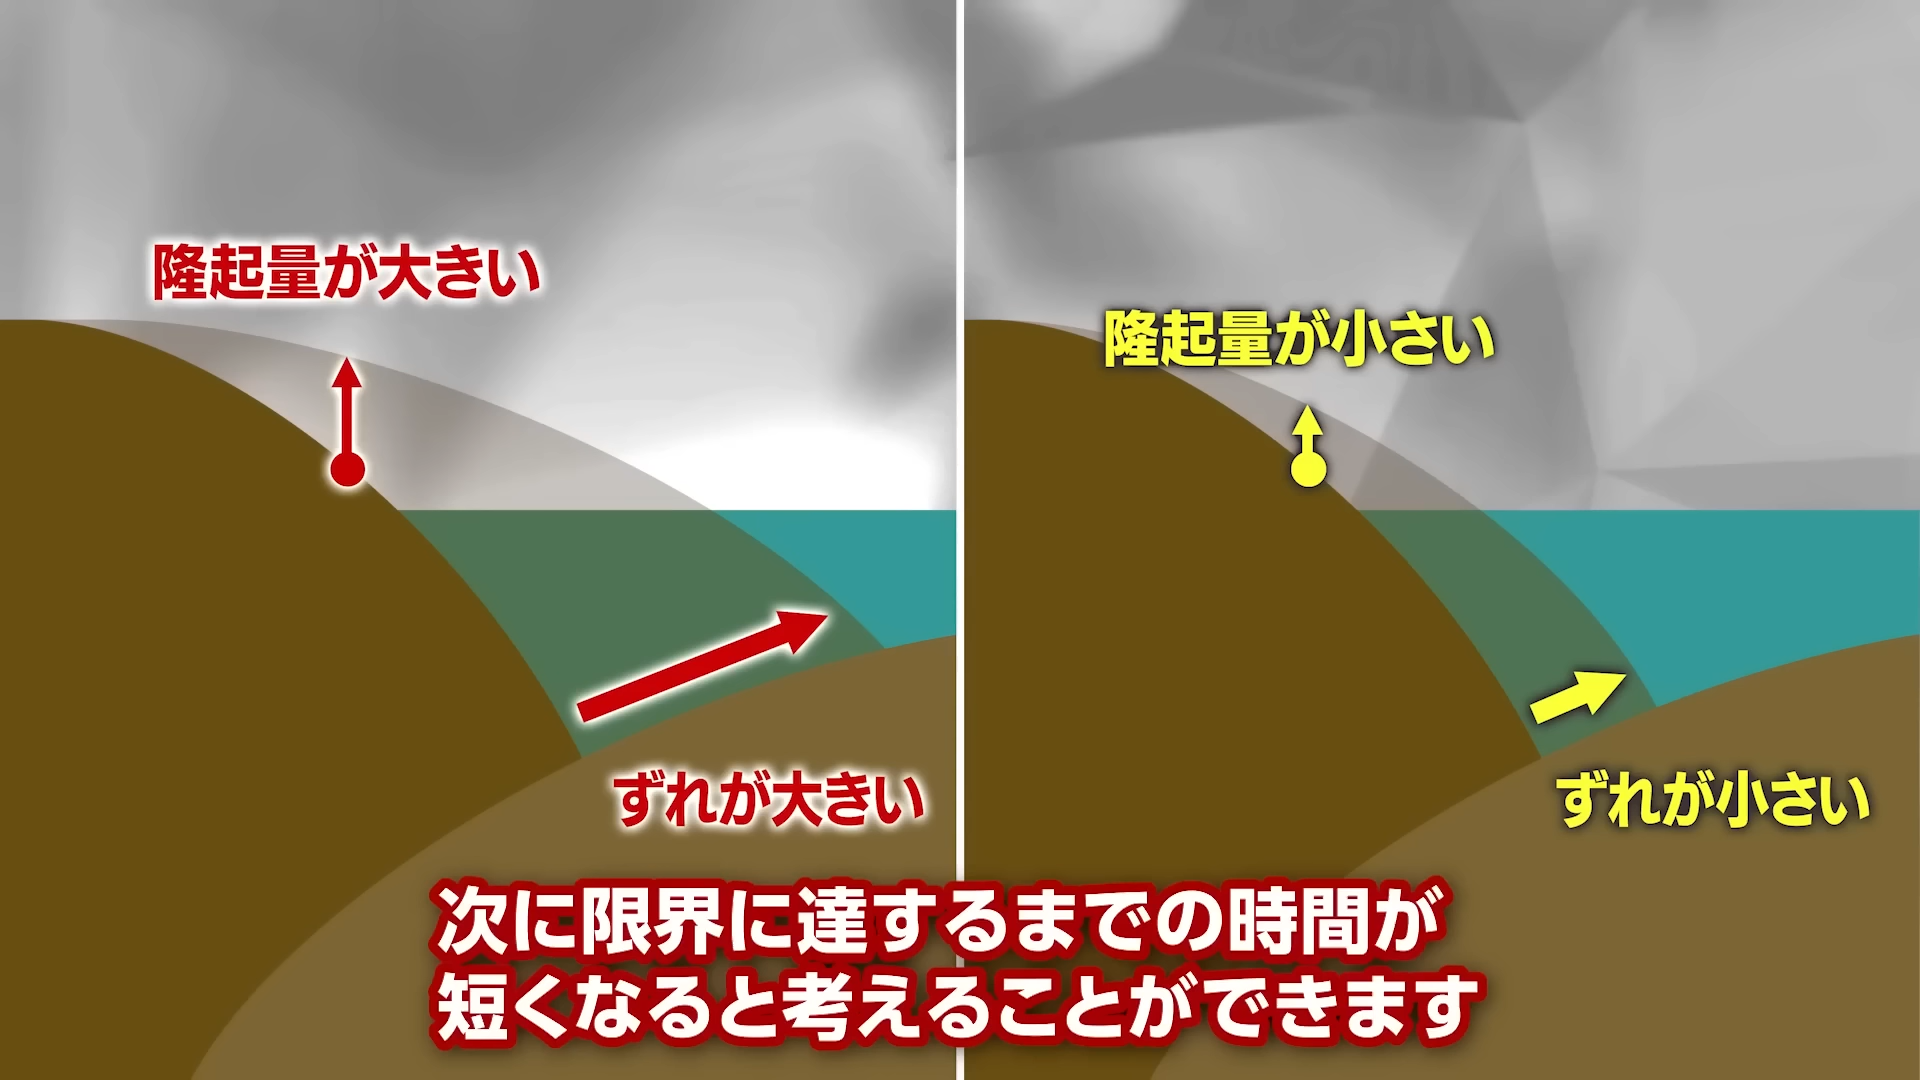 隆起量が大きい
ずれが大きい
隆起量が小さい
ずれが小さい
次に限界に達するまでの時間が
短くなると考えることができます